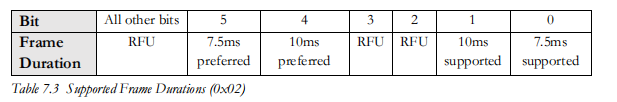 Bit All other bits 5 4 3 2 1 0
Frame RFU 7.5ms 10ms RFU RFU 10ms 7.5ms
Duration preferred preferred supported supported
Table 7.3 Supported Frame Durations (0x02)